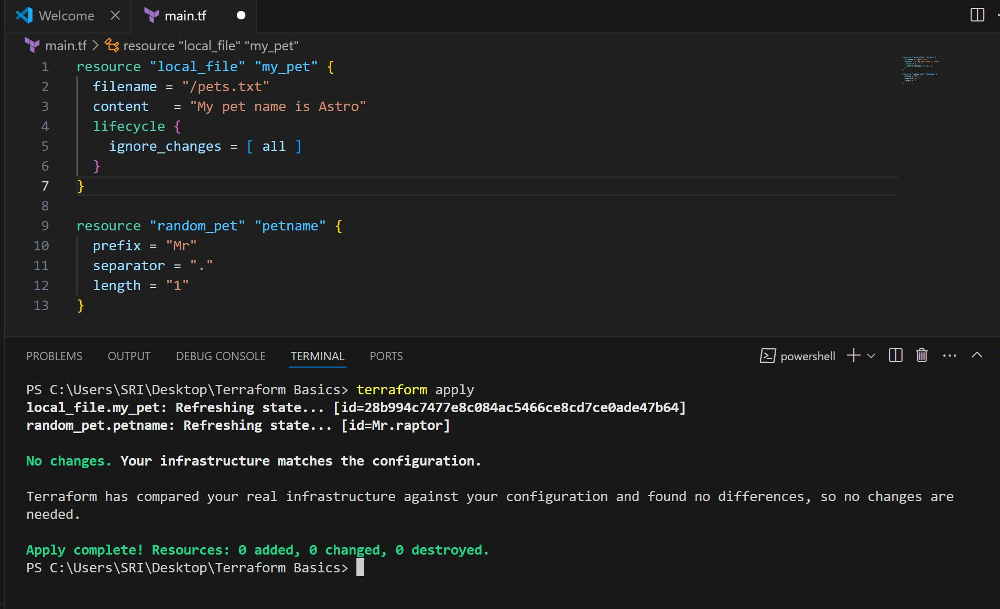 Welcome
main.tf
main.tf > resource "local_file" "my_pet"
1 resource "local_file" "my_pet" {
2 filename = "/pets.txt"
3 content   = "My pet name is Astro"
4 lifecycle {
5 ignore_changes = [ all ]
6 }
7 }
8
9 resource "random_pet" "petname" {
10 prefix = "Mr"
11 separator = "."
12 length = "1"
13 }
PROBLEMS OUTPUT DEBUG CONSOLE TERMINAL PORTS powershell
PS C:\Users\SRI\Desktop\Terraform Basics> terraform apply
local_file.my_pet: Refreshing state... [id=28b994c7477e8c084ac5466ce8cd7ce0ade47b64]
random_pet.petname: Refreshing state... [id=Mr.raptor]
No changes. Your infrastructure matches the configuration.
Terraform has compared your real infrastructure against your configuration and found no differences, so no changes are
needed.
Apply complete! Resources: 0 added, 0 changed, 0 destroyed.
PS C:\Users\SRI\Desktop\Terraform Basics>